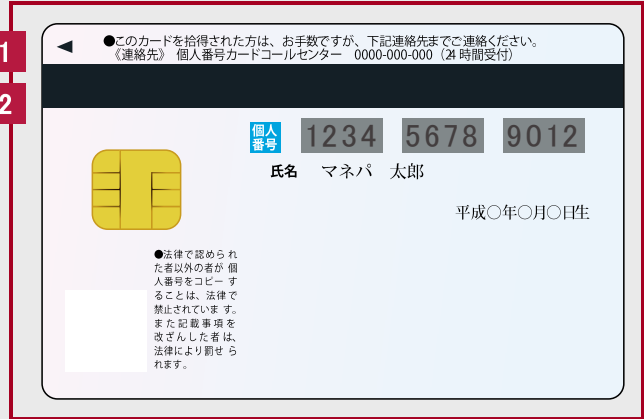 1
2
●このカードを拾得された方は、お手数ですが、下記連絡先までご連絡ください。
《連絡先》 個人番号カードコールセンター 0000-000-000(24時間受付)
個人
番号
1234 5678 9012
氏名 マネパ 太郎
平成〇年〇月〇日生
●法律で認められ
た者以外の者が 個
人番号をコピー す
ることは、法律で
禁止されていま す。
また記載事項を
改ざんした者は、
法律により罰せ ら
れます。